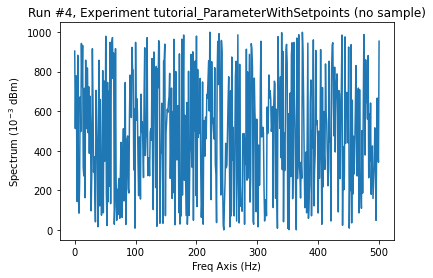 Run #4, Experiment tutorial_ParameterWithSetpoints (no sample)
1000
800
600
400
200
0
Spectrum (10⁻³ dBm)
0 100 200 300 400 500
Freq Axis (Hz)